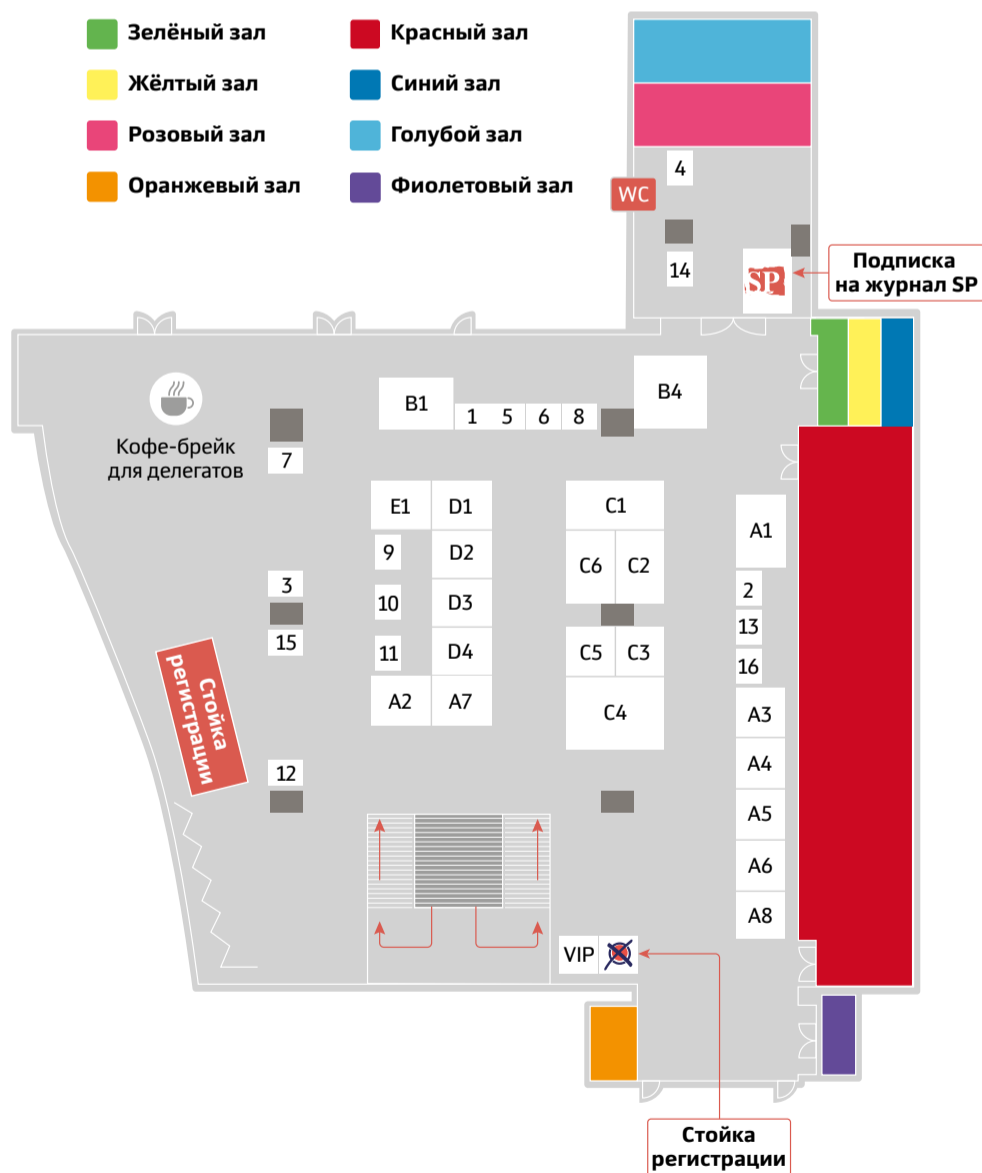 Зелёный зал
Красный зал
Жёлтый зал
Синий зал
Розовый зал
Голубой зал
Оранжевый зал
Фиолетовый зал
4
WC
14
SP
Подписка
на журнал SP
B1
1 5 6 8
B4
Кофе-брейк
для делегатов
7
E1 D1
C1
A1
9 D2
C6 C2
3
10 D3
2
15
11 D4
C5 C3
13
16
Стойка
регистрации
A2 A7
C4
A3
A4
12
A5
A6
A8
VIP
Стойка
регистрации